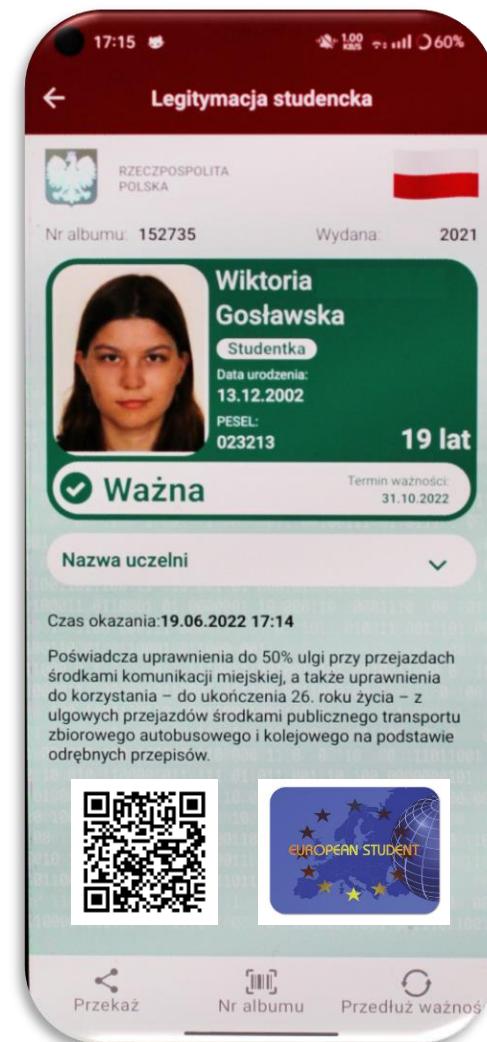 17:15
1.00
KB/S
60%
Legitymacja studencka
RZECZPOSPOLITA
POLSKA
Nr albumu: 152735
Wydana: 2021
Wiktoria
Gosławska
Studentka
Data urodzenia:
13.12.2002
PESEL:
023213
19 lat
Ważna
Termin ważności:
31.10.2022
Nazwa uczelni
Czas okazania:19.06.2022 17:14
Poświadcza uprawnienia do 50% ulgi przy przejazdach
środkami komunikacji miejskiej, a także uprawnienia
do korzystania – do ukończenia 26. roku życia – z
ulgowych przejazdów środkami publicznego transportu
zbiorowego autobusowego i kolejowego na podstawie
odrębnych przepisów.
EUROPEAN STUDENT
Przekaż
Nr albumu
Przedłuż ważnoś